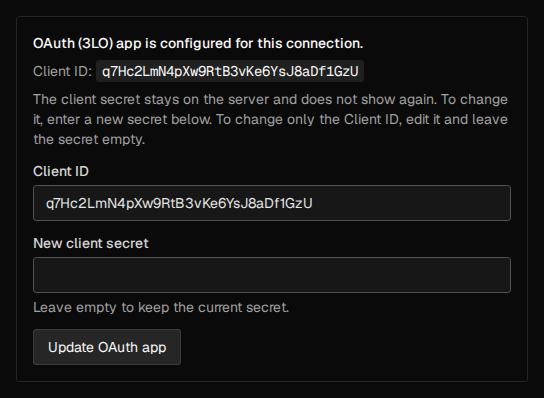 OAuth (3LO) app is configured for this connection.
Client ID: q7Hc2LmN4pXw9RtB3vKe6YsJ8aDf1GzU
The client secret stays on the server and does not show again. To change
it, enter a new secret below. To change only the Client ID, edit it and leave
the secret empty.
Client ID
q7Hc2LmN4pXw9RtB3vKe6YsJ8aDf1GzU
New client secret
Leave empty to keep the current secret.
Update OAuth app